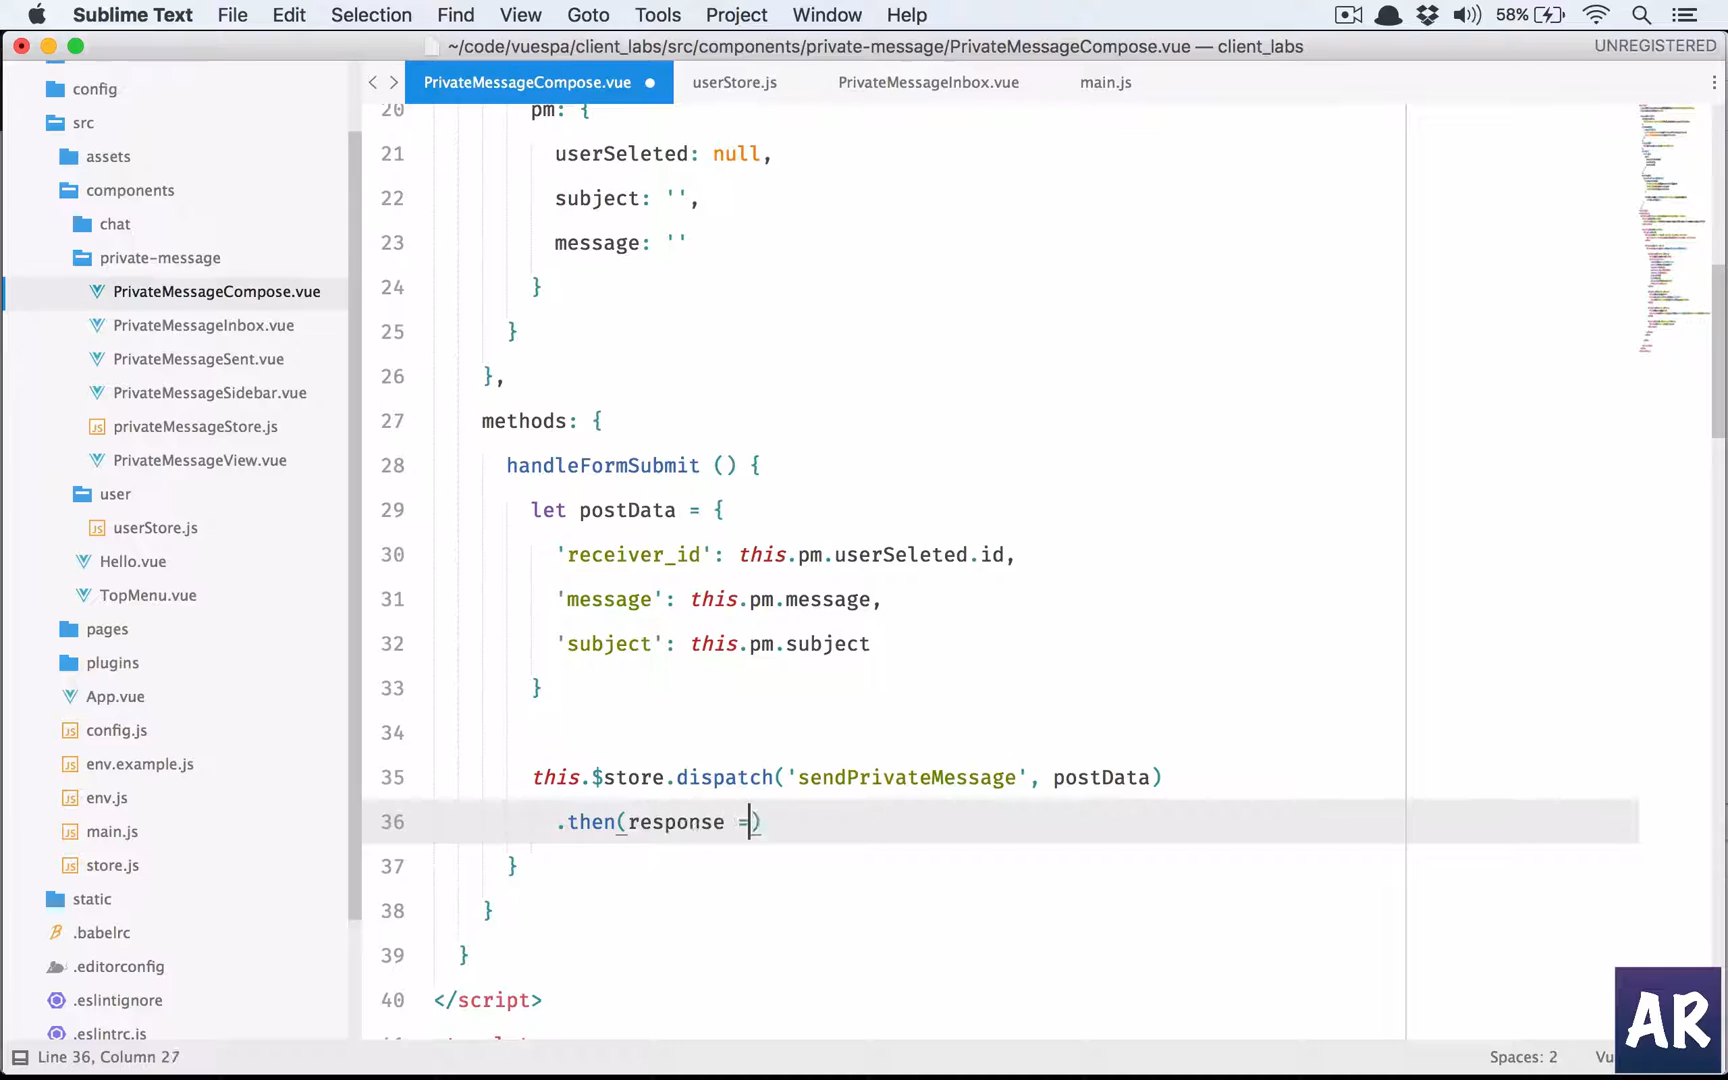 Sublime Text File Edit Selection Find View Goto Tools Project Window Help 58%
~/code/vuespa/client_labs/src/components/private-message/PrivateMessageCompose.vue — client_labs UNREGISTERED
PrivateMessageCompose.vue userStore.js PrivateMessageInbox.vue main.js
config
src
assets
components
chat
private-message
PrivateMessageCompose.vue
PrivateMessageInbox.vue
PrivateMessageSent.vue
PrivateMessageSidebar.vue
privateMessageStore.js
PrivateMessageView.vue
user
userStore.js
Hello.vue
TopMenu.vue
pages
plugins
App.vue
config.js
env.example.js
env.js
main.js
store.js
static
.babelrc
.editorconfig
.eslintignore
.eslintrc.js
20 pm: {
21 userSeleted: null,
22 subject: '',
23 message: ''
24 }
25 }
26 },
27 methods: {
28 handleFormSubmit () {
29 let postData = {
30 'receiver_id': this.pm.userSeleted.id,
31 'message': this.pm.message,
32 'subject': this.pm.subject
33 }
34
35 this.$store.dispatch('sendPrivateMessage', postData)
36 .then(response =)
37 }
38 }
39 }
40 </script>
Line 36, Column 27 Spaces: 2
AR